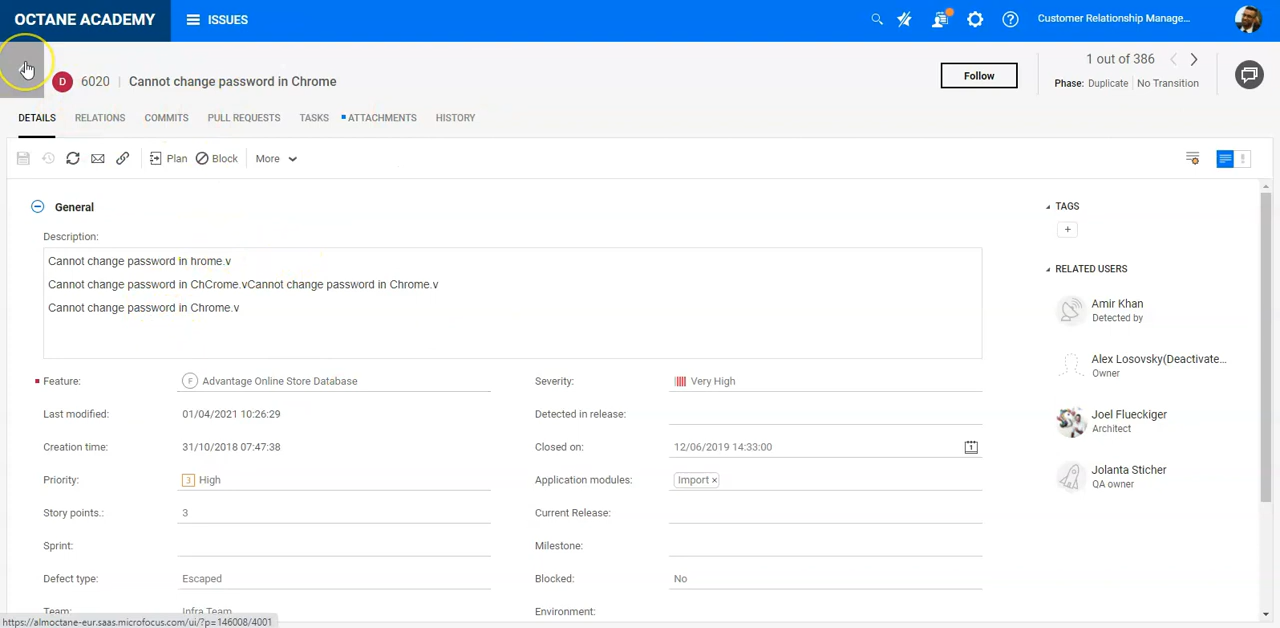 OCTANE ACADEMY
ISSUES
Customer Relationship Manage...
D 6020 | Cannot change password in Chrome
Follow
1 out of 386
Phase: Duplicate No Transition
DETAILS RELATIONS COMMITS PULL REQUESTS TASKS ATTACHMENTS HISTORY
Plan Block More
General
Description:
Cannot change password in hrome.v
Cannot change password in ChCrome.vCannot change password in Chrome.v
Cannot change password in Chrome.v
Feature: F Advantage Online Store Database
Last modified: 01/04/2021 10:26:29
Creation time: 31/10/2018 07:47:38
Priority: 3 High
Story points.: 3
Sprint:
Defect type: Escaped
Team: Infra Team
Severity: Very High
Detected in release:
Closed on: 12/06/2019 14:33:00
Application modules: Import ×
Current Release:
Milestone:
Blocked: No
Environment:
TAGS
+
RELATED USERS
Amir Khan
Detected by
Alex Losovsky(Deactivate...
Owner
Joel Flueckiger
Architect
Jolanta Sticher
QA owner
https://almoctane-eur.saas.microfocus.com/ui/?p=146008/4001